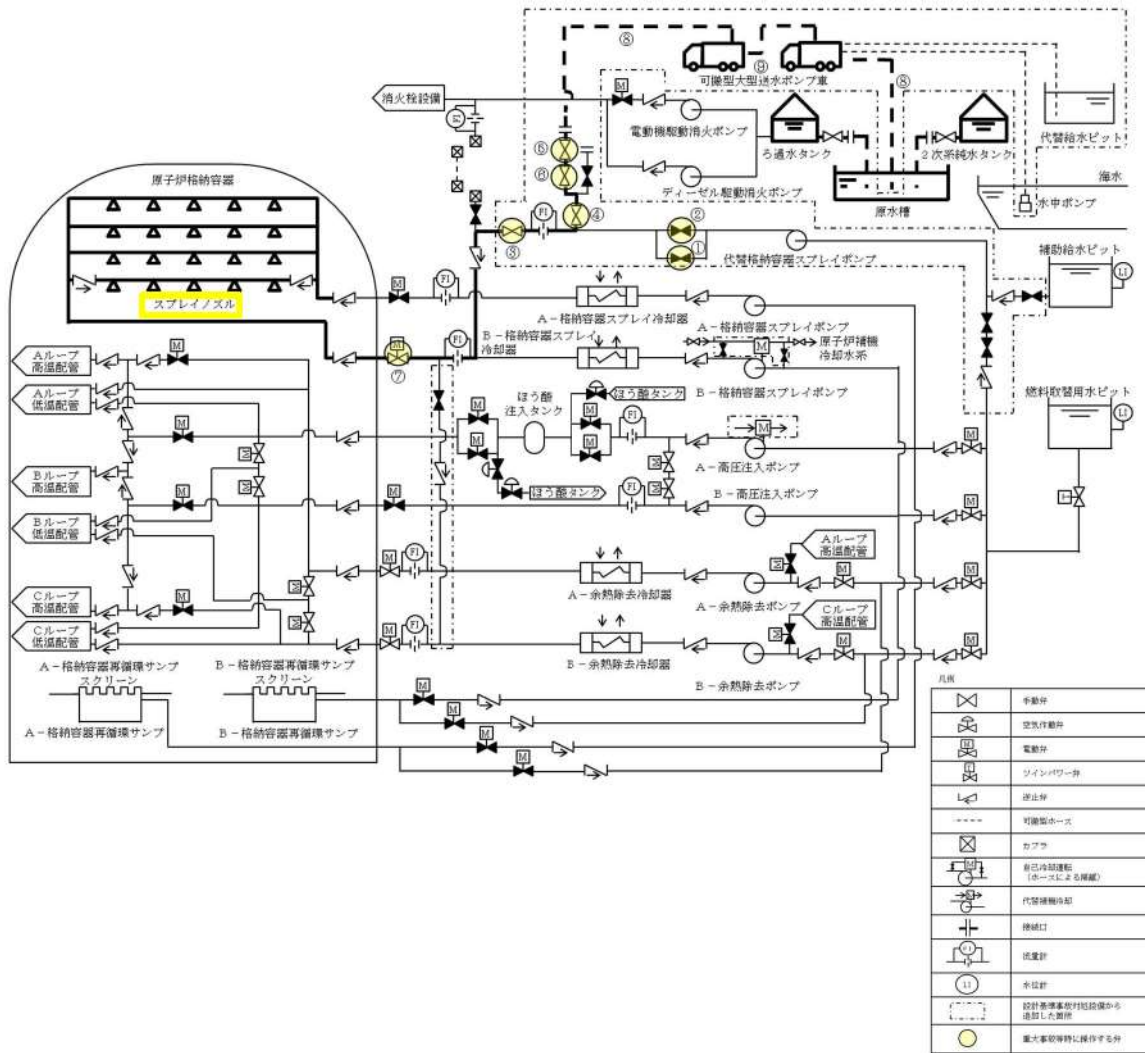 ⑧
⑨
⑧
可搬型大型送水ポンプ車
消火栓設備
M
FI
電動機駆動消火ポンプ
ろ過水タンク
2次系純水タンク
代替給水ピット
ディーゼル駆動消火ポンプ
原水槽
海水
水中ポンプ
原子炉格納容器
④
FI
③
②
①
代替格納容器スプレイポンプ
補助給水ピット
LI
スプレイノズル
M
FI
A-格納容器スプレイ冷却器
A-格納容器スプレイポンプ
B-格納容器スプレイ
冷却器
原子炉補機
冷却水系
M
FI
M
⑦
B-格納容器スプレイポンプ
燃料取替用水ピット
LI
Aループ
高温配管
M
Aループ
低温配管
ほう酸
注入タンク
ほう酸タンク
M
M
FI
M
M
M
M
M
A-高圧注入ポンプ
Bループ
高温配管
M
M
ほう酸タンク
FI
M
B-高圧注入ポンプ
M
Bループ
低温配管
M
M
Aループ
高温配管
M
FI
M
M
M
A-余熱除去冷却器
A-余熱除去ポンプ
Cループ
高温配管
M
M
Cループ
高温配管
Cループ
低温配管
M
FI
M
M
M
B-余熱除去冷却器
B-余熱除去ポンプ
A-格納容器再循環サンプ
スクリーン
B-格納容器再循環サンプ
スクリーン
M
M
A-格納容器再循環サンプ
B-格納容器再循環サンプ
M
M
凡例
手動弁
空気作動弁
M
電動弁
ツインパワー弁
逆止弁
可搬型ホース
カプラ
M
自己冷却運転
(ホースによる隔離)
代替補機冷却
接続口
FI
流量計
LI
水位計
設計基準事故対処設備から
追加した箇所
重大事故等時に操作する弁